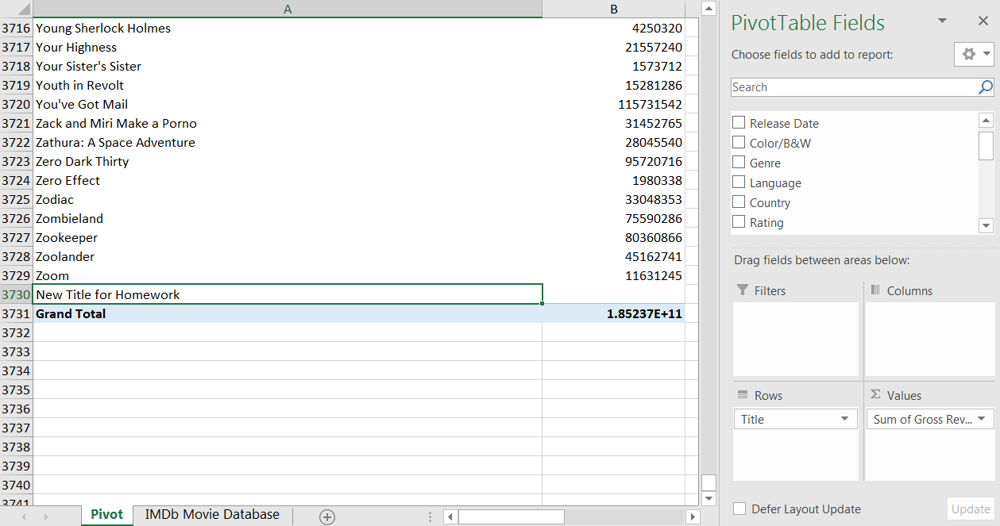 A B
3716 Young Sherlock Holmes 4250320
3717 Your Highness 21557240
3718 Your Sister's Sister 1573712
3719 Youth in Revolt 15281286
3720 You've Got Mail 115731542
3721 Zack and Miri Make a Porno 31452765
3722 Zathura: A Space Adventure 28045540
3723 Zero Dark Thirty 95720716
3724 Zero Effect 1980338
3725 Zodiac 33048353
3726 Zombieland 75590286
3727 Zookeeper 80360866
3728 Zoolander 45162741
3729 Zoom 11631245
3730 New Title for Homework
3731 Grand Total 1.85237E+11
3732
3733
3734
3735
3736
3737
3738
3739
3740
3741
Pivot IMDb Movie Database
PivotTable Fields
Choose fields to add to report:
Search
Release Date
Color/B&W
Genre
Language
Country
Rating
Drag fields between areas below:
Filters Columns
Rows Σ Values
Title Sum of Gross Rev...
Defer Layout Update Update